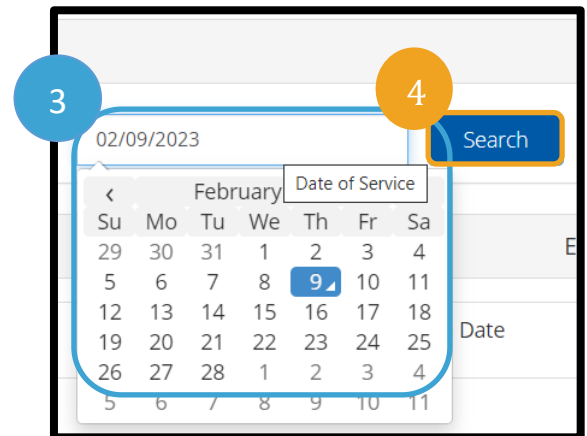 3
4
02/09/2023
Search
Date of Service
‹ February
Su Mo Tu We Th Fr Sa
29 30 31 1 2 3 4
5 6 7 8 9 10 11
12 13 14 15 16 17 18
19 20 21 22 23 24 25
26 27 28 1 2 3 4
5 6 7 8 9 10 11
E
Date